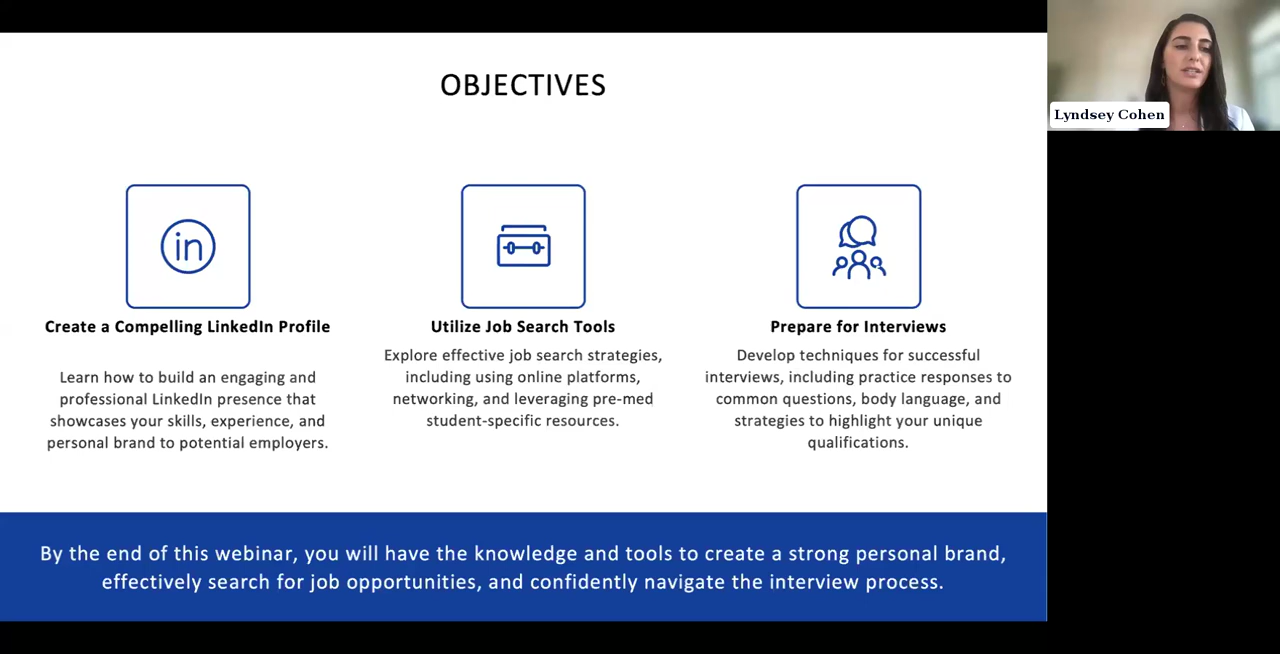 OBJECTIVES
Lyndsey Cohen
in
Create a Compelling LinkedIn Profile
Learn how to build an engaging and
professional LinkedIn presence that
showcases your skills, experience, and
personal brand to potential employers.
Utilize Job Search Tools
Explore effective job search strategies,
including using online platforms,
networking, and leveraging pre-med
student-specific resources.
Prepare for Interviews
Develop techniques for successful
interviews, including practice responses to
common questions, body language, and
strategies to highlight your unique
qualifications.
By the end of this webinar, you will have the knowledge and tools to create a strong personal brand,
effectively search for job opportunities, and confidently navigate the interview process.